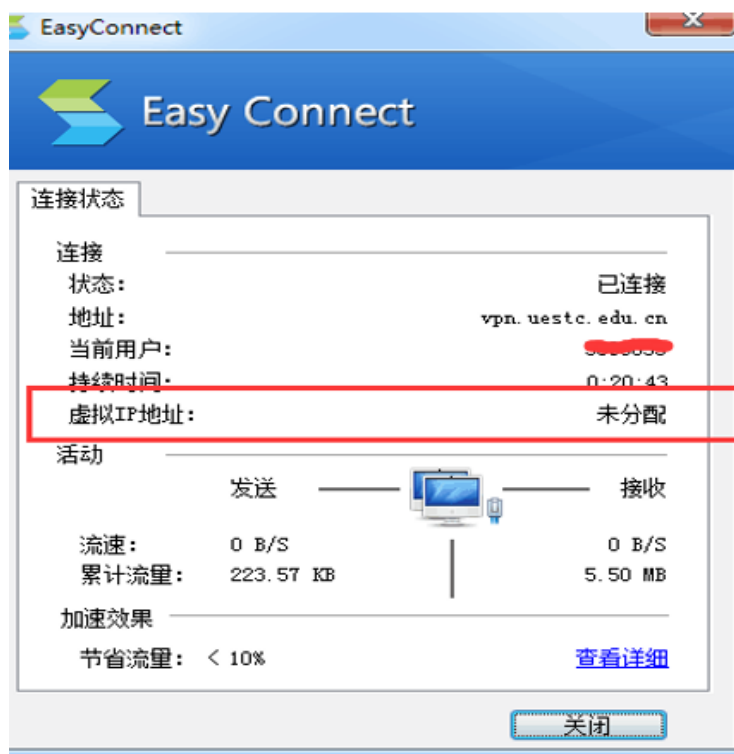 EasyConnect
Easy Connect
连接状态
连接
状态: 已连接
地址: vpn.uestc.edu.cn
当前用户:
持续时间: 0:20:43
虚拟IP地址: 未分配
活动
发送 接收
流速: 0 B/S 0 B/S
累计流量: 223.57 KB 5.50 MB
加速效果
节省流量: < 10% 查看详细
关闭